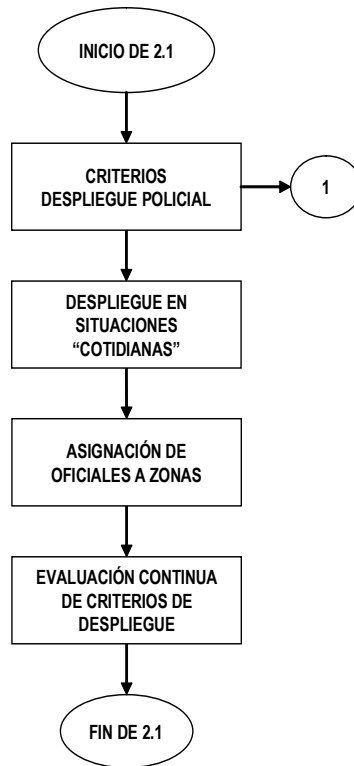 INICIO DE 2.1
CRITERIOS
DESPLIEGUE POLICIAL
1
DESPLIEGUE EN
SITUACIONES
“COTIDIANAS”
ASIGNACIÓN DE
OFICIALES A ZONAS
EVALUACIÓN CONTINUA
DE CRITERIOS DE
DESPLIEGUE
FIN DE 2.1